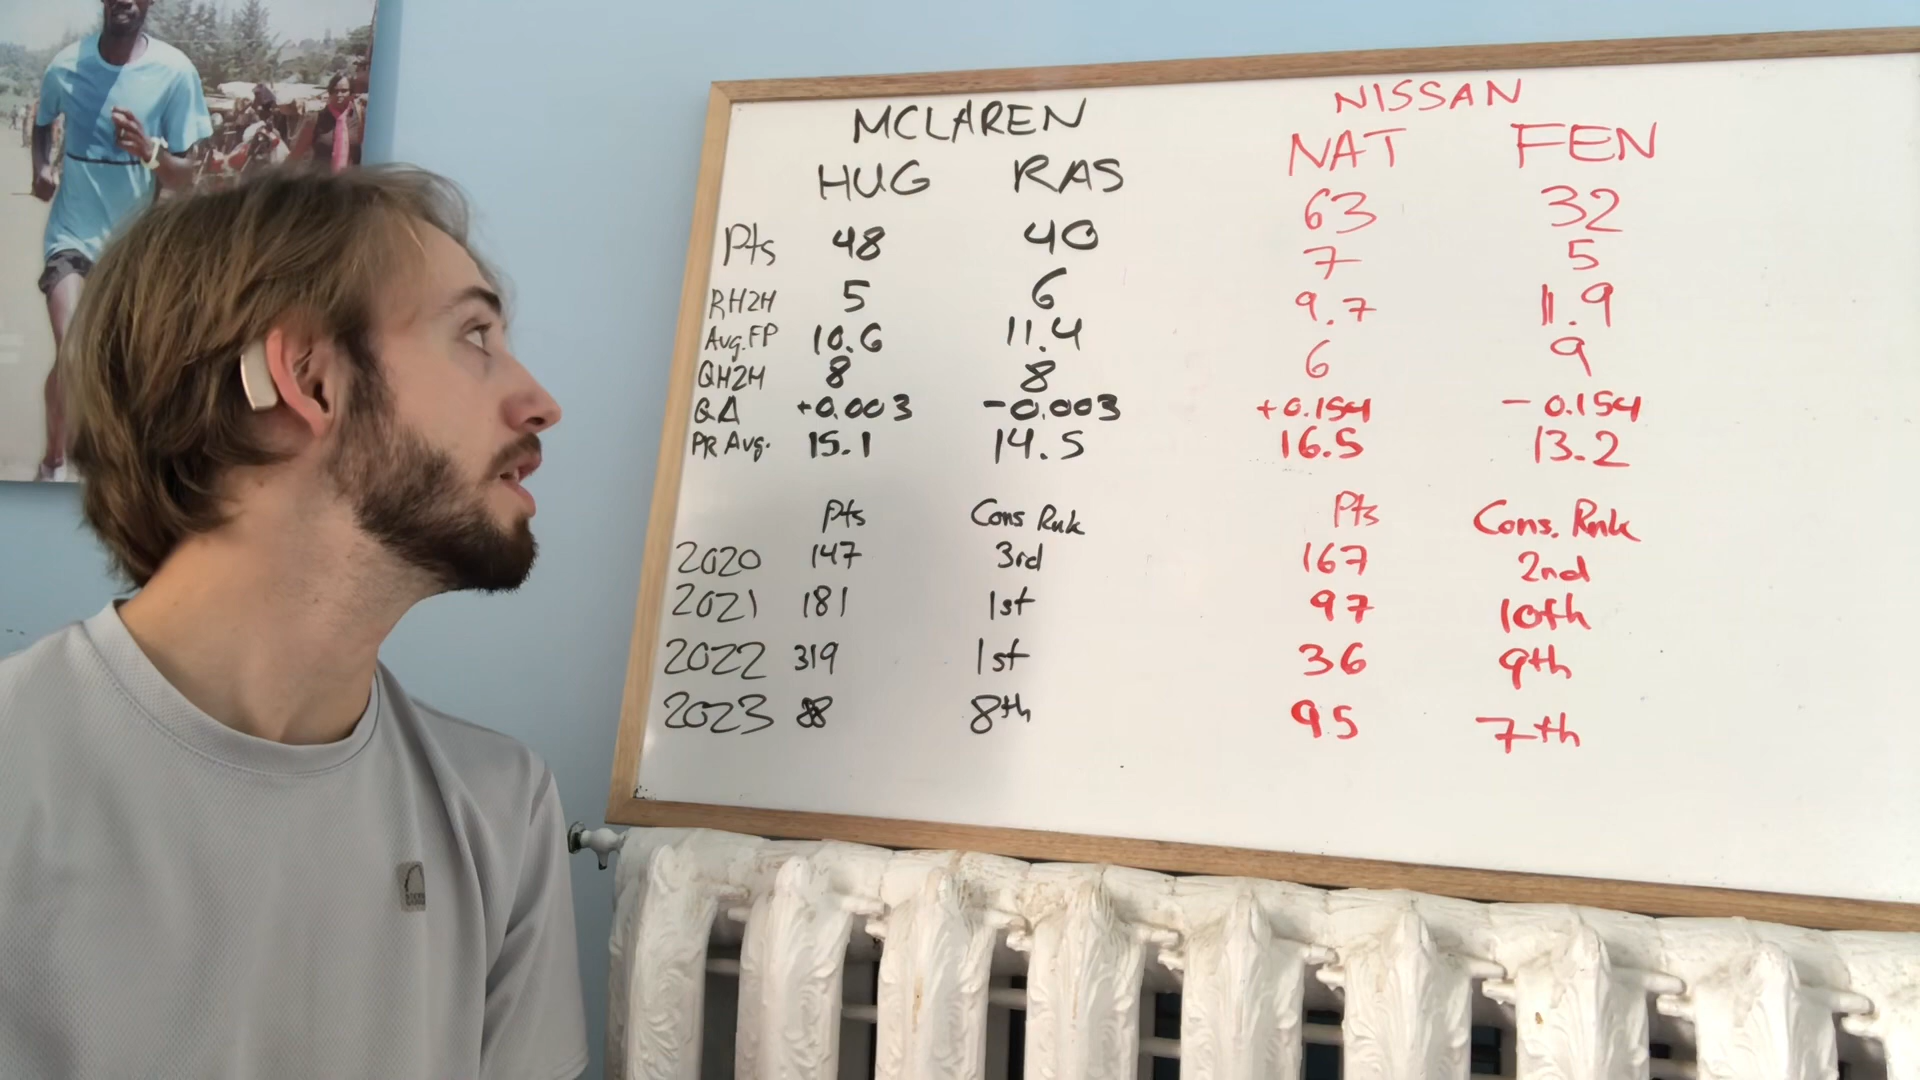 MCLAREN NISSAN
HUG RAS NAT FEN
Pts 48 40 63 32
RH2H 5 6 7 5
Avg.FP 10.6 11.4 9.7 11.9
QH2H 8 8 6 9
QΔ +0.003 -0.003 +0.154 -0.154
PR Avg. 15.1 14.5 16.5 13.2
Pts Cons Rnk Pts Cons. Rnk
2020 147 3rd 167 2nd
2021 181 1st 97 10th
2022 319 1st 36 9th
2023 88 8th 95 7th